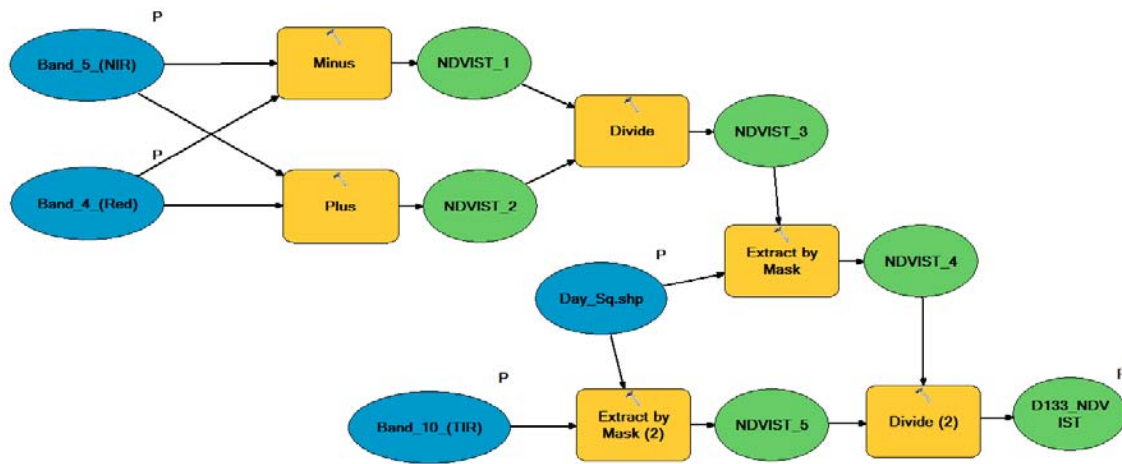 P
Band_5_(NIR)
Minus
NDVIST_1
Divide
NDVIST_3
P
Band_4_(Red)
Plus
NDVIST_2
P
Extract by
Mask
NDVIST_4
Day_Sq.shp
P
Band_10_(TIR)
Extract by
Mask (2)
NDVIST_5
Divide (2)
P
D133_NDV
IST